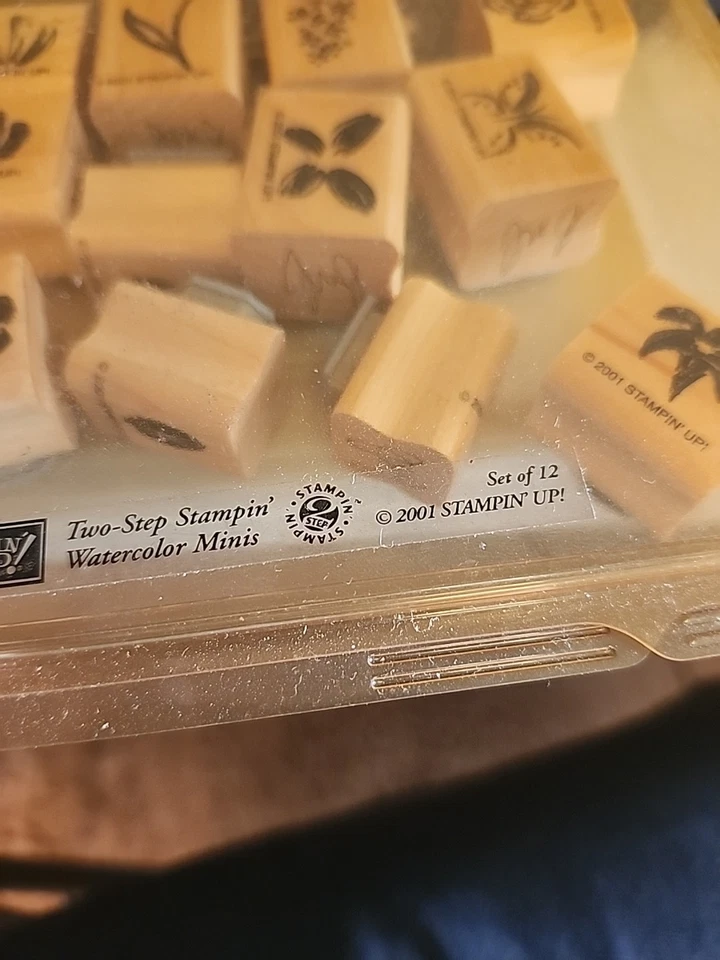 © 2001 STAMPIN' UP!
Set of 12
Two-Step Stampin'
Watercolor Minis
STAMPIN' 2 STEP STAMPIN'
© 2001 STAMPIN' UP!